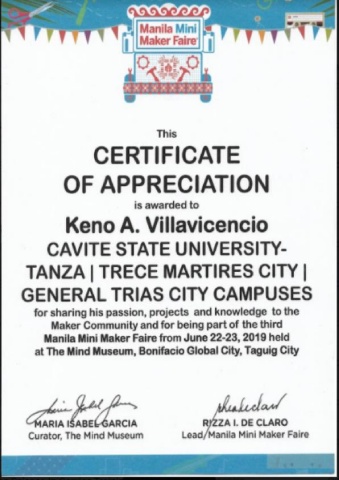 Manila Mini
Maker Faire
This
CERTIFICATE
OF APPRECIATION
is awarded to
Keno A. Villavicencio
CAVITE STATE UNIVERSITY-
TANZA | TRECE MARTIRES CITY |
GENERAL TRIAS CITY CAMPUSES
for sharing his passion, projects and knowledge to the
Maker Community and for being part of the third
Manila Mini Maker Faire from June 22-23, 2019 held
at The Mind Museum, Bonifacio Global City, Taguig City
MARIA ISABEL GARCIA
Curator, The Mind Museum
RIZZA I. DE CLARO
Lead/Manila Mini Maker Faire